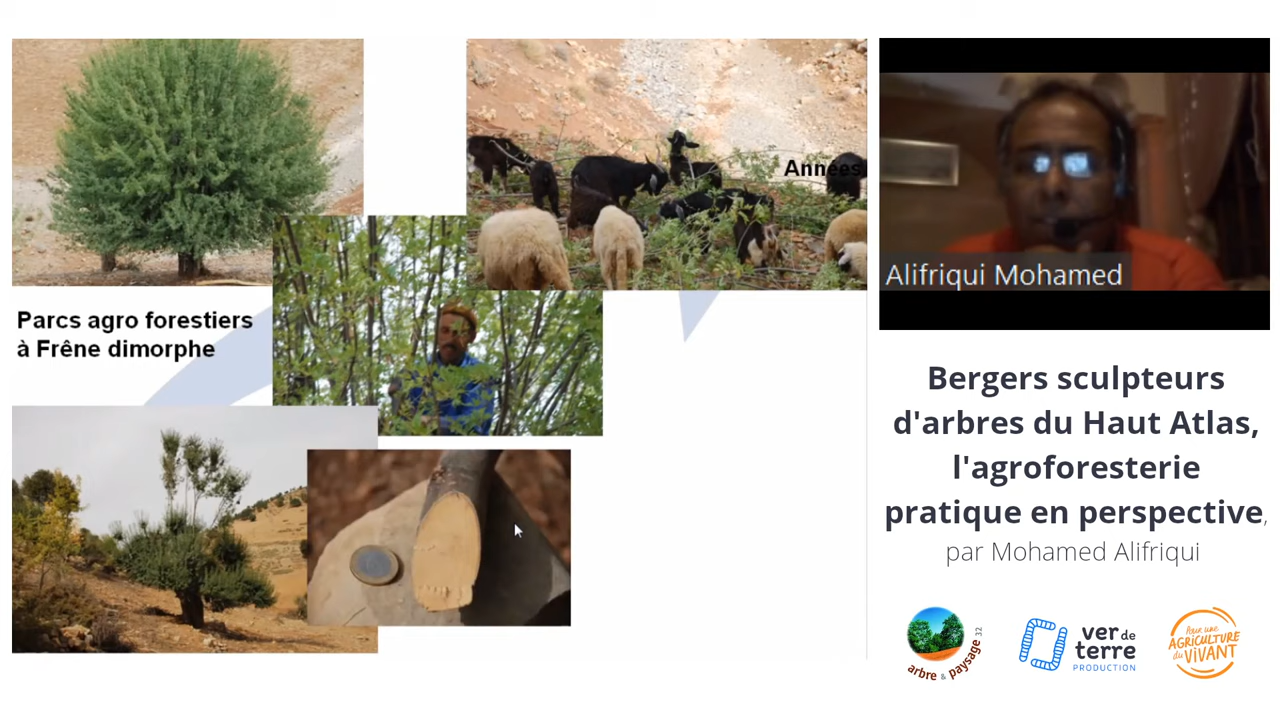 Années
Parcs agro forestiers
à Frêne dimorphe
Alifriqui Mohamed
Bergers sculpteurs
d'arbres du Haut Atlas,
l'agroforesterie
pratique en perspective,
par Mohamed Alifriqui
arbre & paysage 32
ver de
terre
PRODUCTION
Pour une
AGRICULTURE
du ViVANT